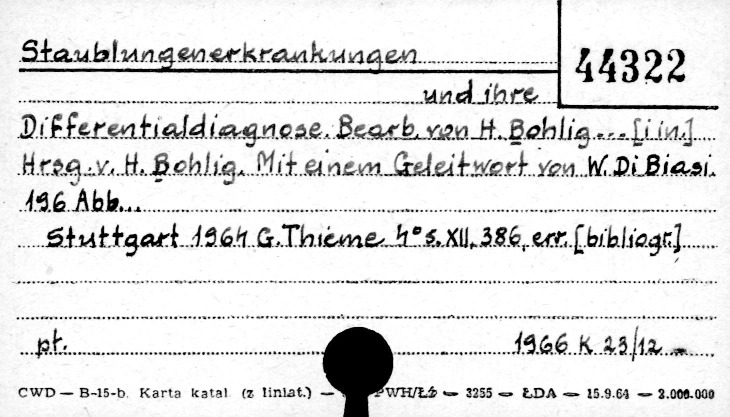 Staublungenerkrankungen
44322
und ihre
Differentialdiagnose. Bearb. von H. Bohlig... [i in.]
Hrsg. v. H. Bohlig. Mit einem Geleitwort von W. Di Biasi.
196 Abb...
Stuttgart 1964 G. Thieme 4° s. XII, 386, err. [bibliogr.]
pt. 1966 K 23/12
CWD — B-15-b. Karta katal. (z liniat.) — PWH/Łź — 3255 — ŁDA — 15.9.64 — 2.000.000